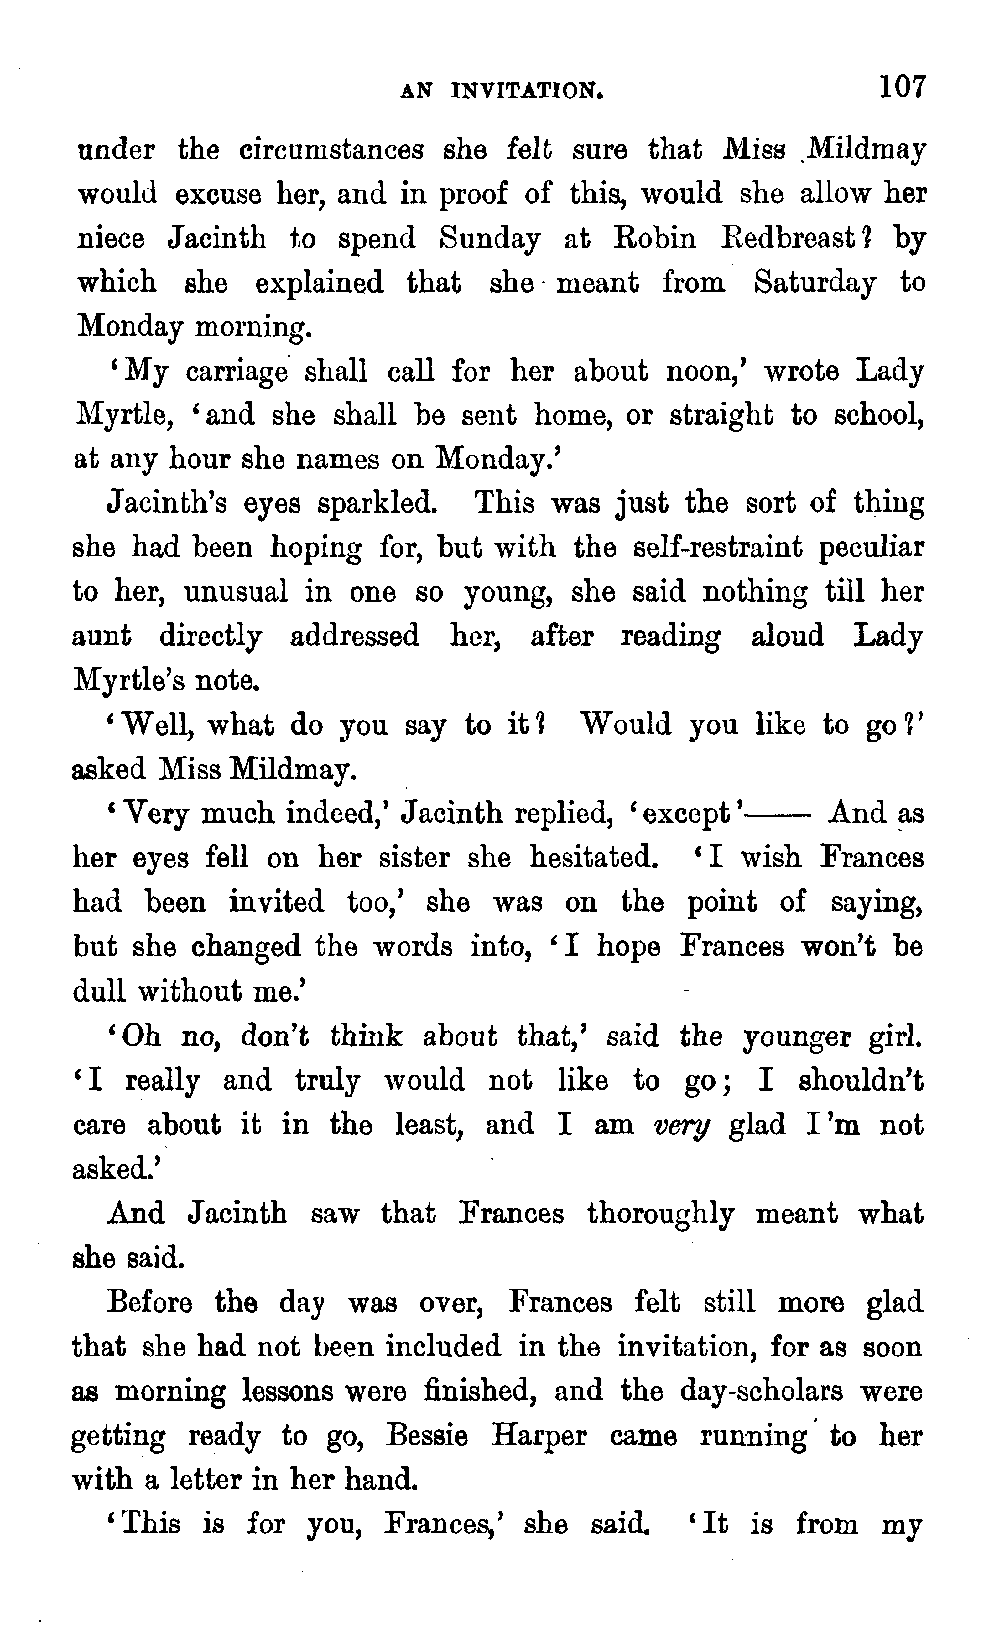 AN INVITATION. 107
under the circumstances she felt sure that Miss Mildmay
would excuse her, and in proof of this, would she allow her
niece Jacinth to spend Sunday at Robin Redbreast? by
which she explained that she meant from Saturday to
Monday morning.
‘My carriage shall call for her about noon,’ wrote Lady
Myrtle, ‘and she shall be sent home, or straight to school,
at any hour she names on Monday.’
Jacinth’s eyes sparkled. This was just the sort of thing
she had been hoping for, but with the self-restraint peculiar
to her, unusual in one so young, she said nothing till her
aunt directly addressed her, after reading aloud Lady
Myrtle’s note.
‘Well, what do you say to it? Would you like to go?’
asked Miss Mildmay.
‘Very much indeed,’ Jacinth replied, ‘except’—— And as
her eyes fell on her sister she hesitated. ‘I wish Frances
had been invited too,’ she was on the point of saying,
but she changed the words into, ‘I hope Frances won’t be
dull without me.’
‘Oh no, don’t think about that,’ said the younger girl.
‘I really and truly would not like to go; I shouldn’t
care about it in the least, and I am very glad I’m not
asked.’
And Jacinth saw that Frances thoroughly meant what
she said.
Before the day was over, Frances felt still more glad
that she had not been included in the invitation, for as soon
as morning lessons were finished, and the day-scholars were
getting ready to go, Bessie Harper came running to her
with a letter in her hand.
‘This is for you, Frances,’ she said. ‘It is from my